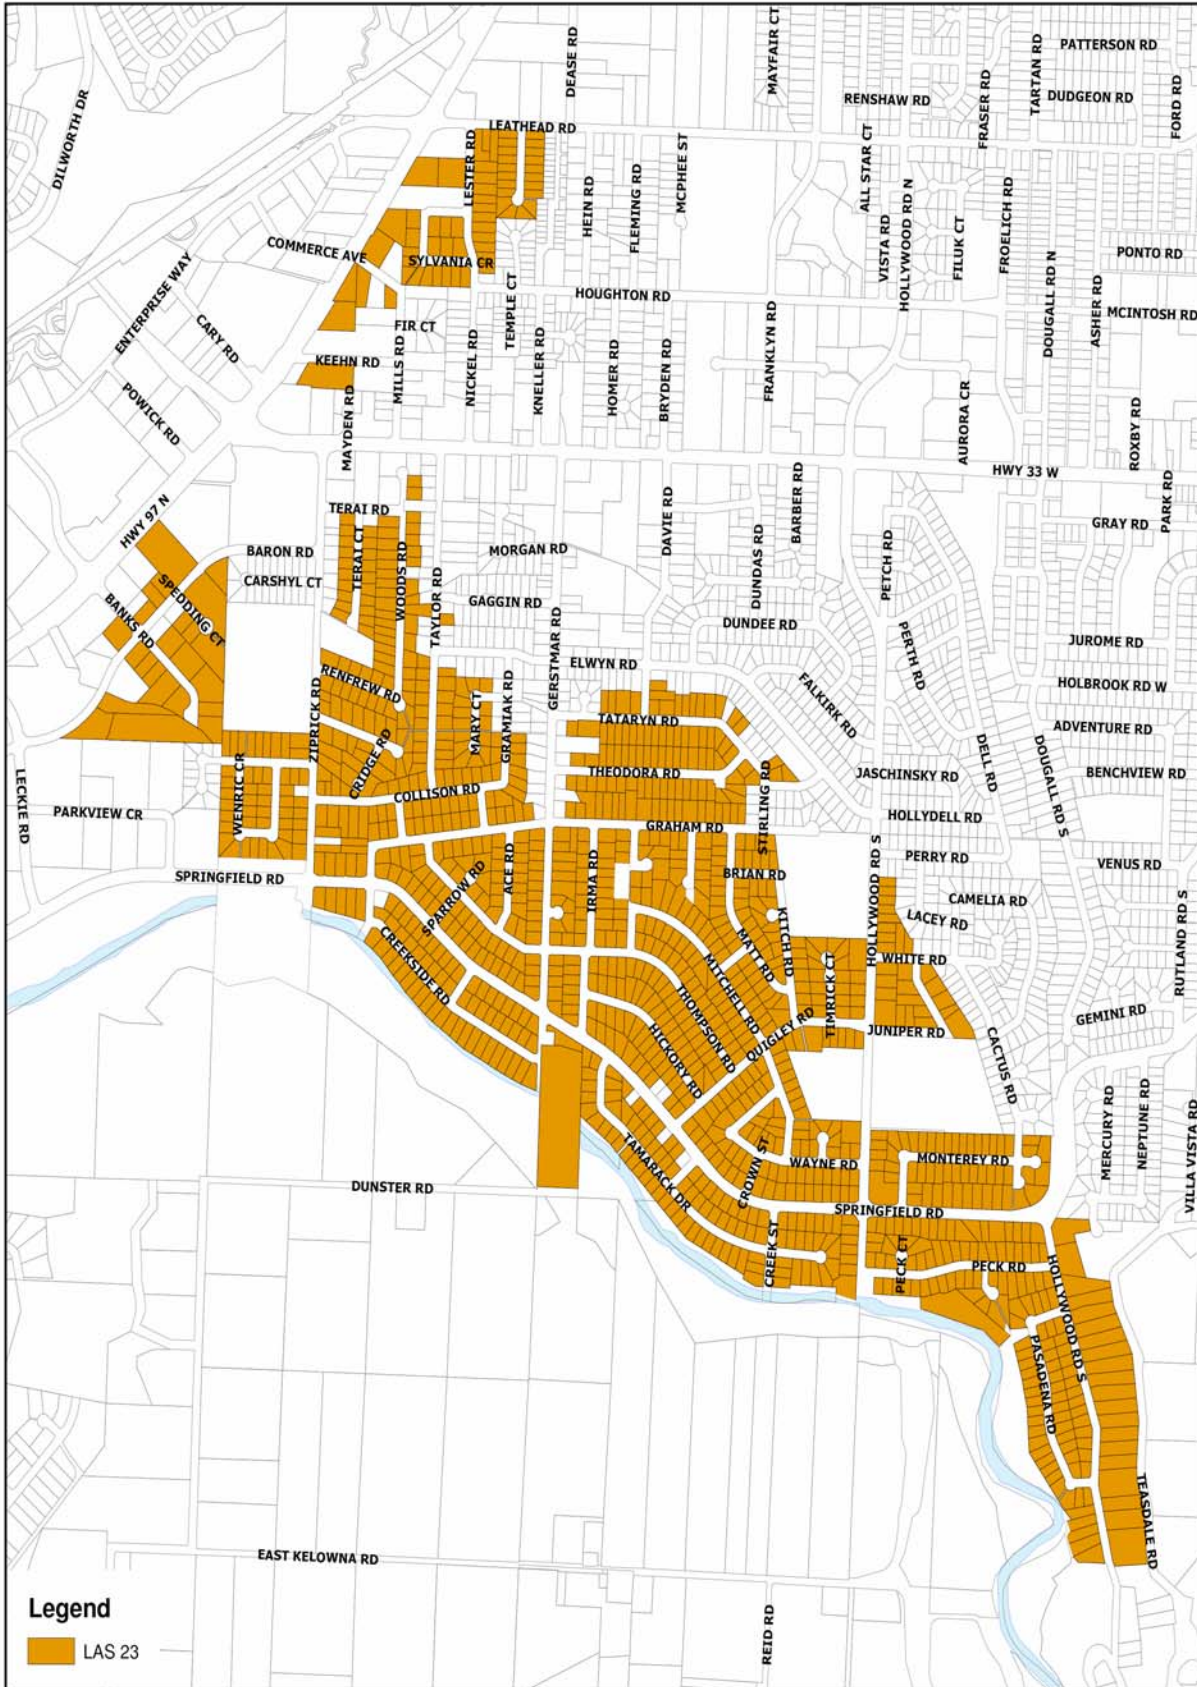 DEASE RD
MAYFAIR CT
TARTAN RD
PATTERSON RD
FORD RD
RENSHAW RD
FRASER RD
DUDGEON RD
DILWORTH DR
LEATHEAD RD
LESTER RD
HEIN RD
FLEMING RD
MCPHEE ST
ALL STAR CT
VISTA RD
HOLLYWOOD RD N
FILUK CT
FROELICH RD
DOUGALL RD N
ASHER RD
PONTO RD
COMMERCE AVE
SYLVANIA CR
ENTERPRISE WAY
TEMPLE CT
HOUGHTON RD
MCINTOSH RD
CARY RD
FIR CT
KEEHN RD
MILLS RD
NICKEL RD
KNELLER RD
HOMER RD
BRYDEN RD
FRANKLYN RD
POWICK RD
MAYDEN RD
AURORA CR
ROXBY RD
HWY 33 W
PARK RD
HWY 97 N
TERAI RD
TERAI CT
WOODS RD
DAVIE RD
DUNDAS RD
BARBER RD
PETCH RD
GRAY RD
BARON RD
CARSHYL CT
MORGAN RD
SPEDDING CT
BANKS RD
TAYLOR RD
GAGGIN RD
GERSTMAR RD
DUNDEE RD
PERTH RD
JUROME RD
ELWYN RD
RENFREW RD
FALKIRK RD
HOLBROOK RD W
MARY CT
GRAMIAK RD
TATARYN RD
ZIPRICK RD
CRIDGE RD
ADVENTURE RD
DELL RD
DOUGALL RD S
LECKIE RD
PARKVIEW CR
WENRIC CR
COLLISON RD
THEODORA RD
STIRLING RD
JASCHINSKY RD
BENCHVIEW RD
GRAHAM RD
HOLLYDELL RD
ACE RD
IRMA RD
BRIAN RD
HOLLYWOOD RD S
PERRY RD
VENUS RD
SPRINGFIELD RD
SPARROW RD
CAMELIA RD
LACEY RD
RUTLAND RD S
CREEKSIDE RD
MATT RD
KITCH RD
MITCHELL RD
TIMRICK CT
WHITE RD
THOMPSON RD
HICKORY RD
QUIGLEY RD
JUNIPER RD
GEMINI RD
CACTUS RD
MERCURY RD
NEPTUNE RD
VILLA VISTA RD
TAMARACK DR
CROWN ST
WAYNE RD
MONTEREY RD
DUNSTER RD
SPRINGFIELD RD
CREEK ST
PECK CT
PECK RD
HOLLYWOOD RD S
PASADENA RD
TEASDALE RD
EAST KELOWNA RD
REID RD
Legend
LAS 23